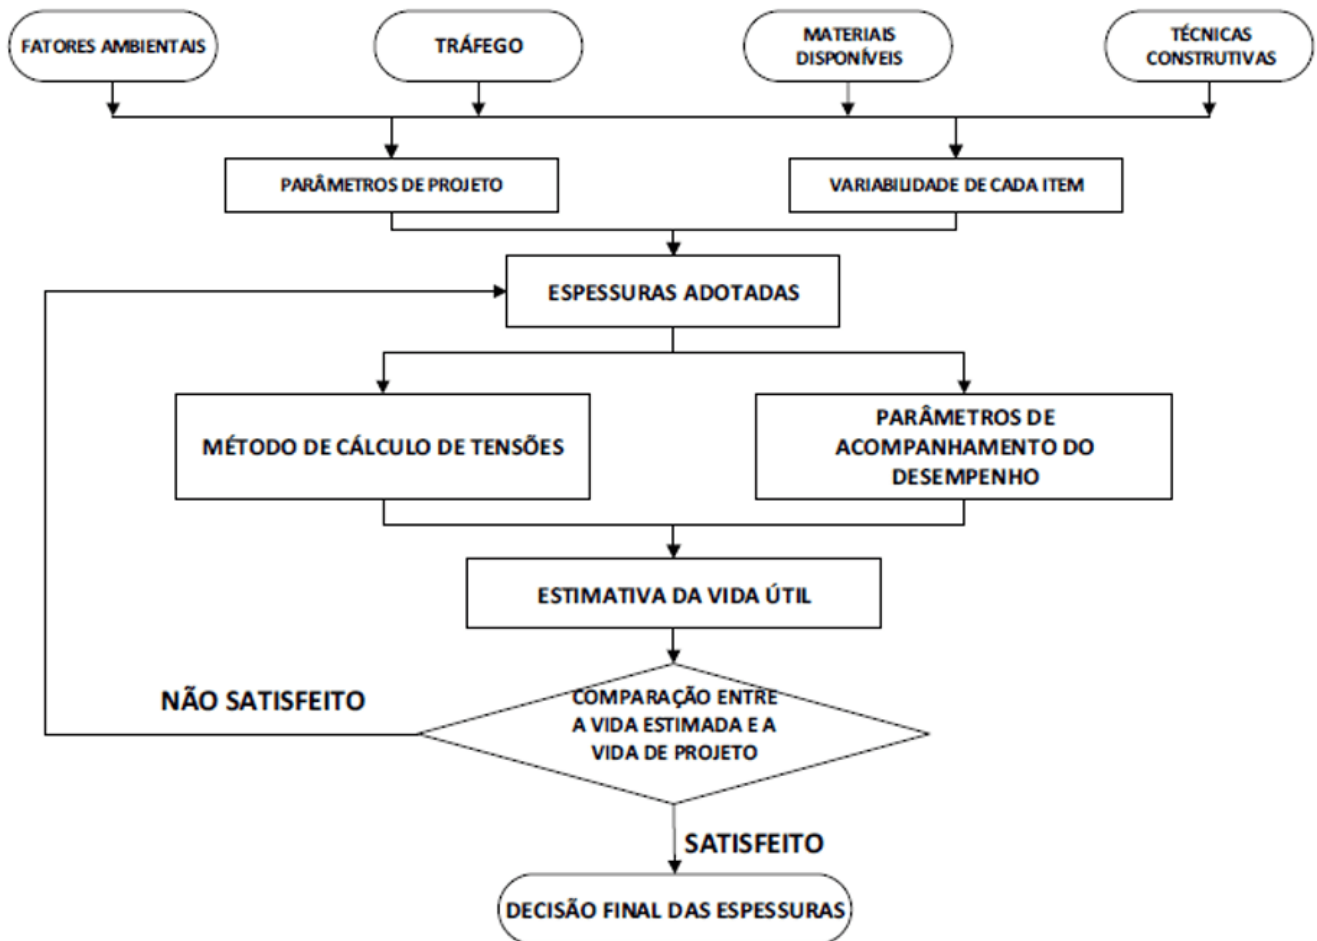 FATORES AMBIENTAIS
TRÁFEGO
MATERIAIS
DISPONÍVEIS
TÉCNICAS
CONSTRUTIVAS
PARÂMETROS DE PROJETO
VARIABILIDADE DE CADA ITEM
ESPESSURAS ADOTADAS
MÉTODO DE CÁLCULO DE TENSÕES
PARÂMETROS DE
ACOMPANHAMENTO DO
DESEMPENHO
ESTIMATIVA DA VIDA ÚTIL
NÃO SATISFEITO
COMPARAÇÃO ENTRE
A VIDA ESTIMADA E A
VIDA DE PROJETO
SATISFEITO
DECISÃO FINAL DAS ESPESSURAS